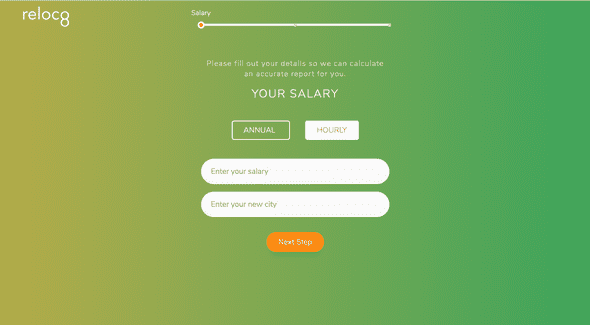 relocg
Salary
Please fill out your details so we can calculate
an accurate report for you.
YOUR SALARY
ANNUAL
HOURLY
Enter your salary
Enter your new city
Next Step